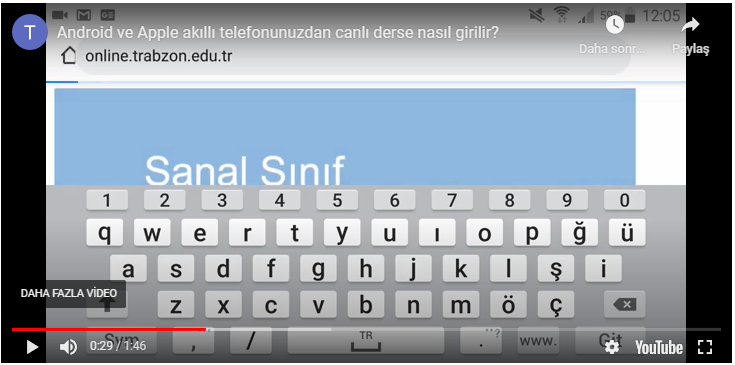 12:05
T
Android ve Apple akıllı telefonunuzdan canlı derse nasıl girilir?
Daha sonr...
Paylaş
online.trabzon.edu.tr
Sanal Sınıf
1 2 3 4 5 6 7 8 9 0
q w e r t y u ı o p ğ ü
a s d f g h j k l ş i
DAHA FAZLA VİDEO
z x c v b n m ö ç
Sym , / TR . ..? www. Git
0:29 / 1:46
YouTube